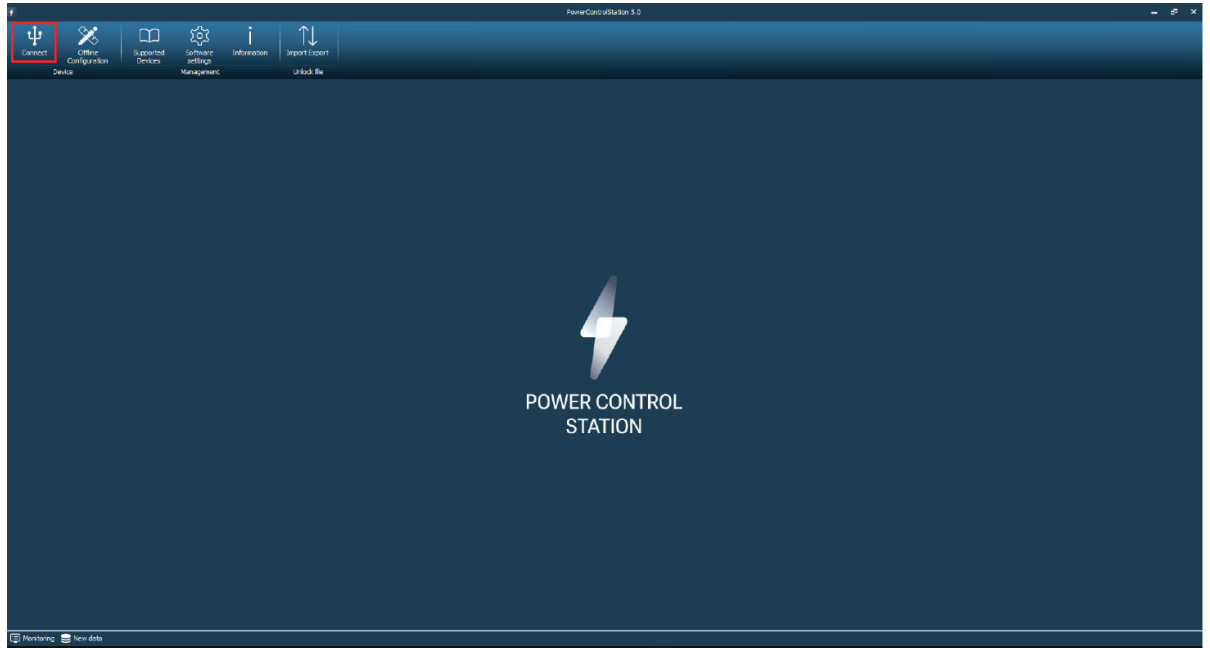 PowerControlStation 5.0
Connect
Offline
Configuration
Supported
Devices
Software
settings
Information
Import Export
Device
Management
Unlock file
POWER CONTROL
STATION
Monitoring
New data